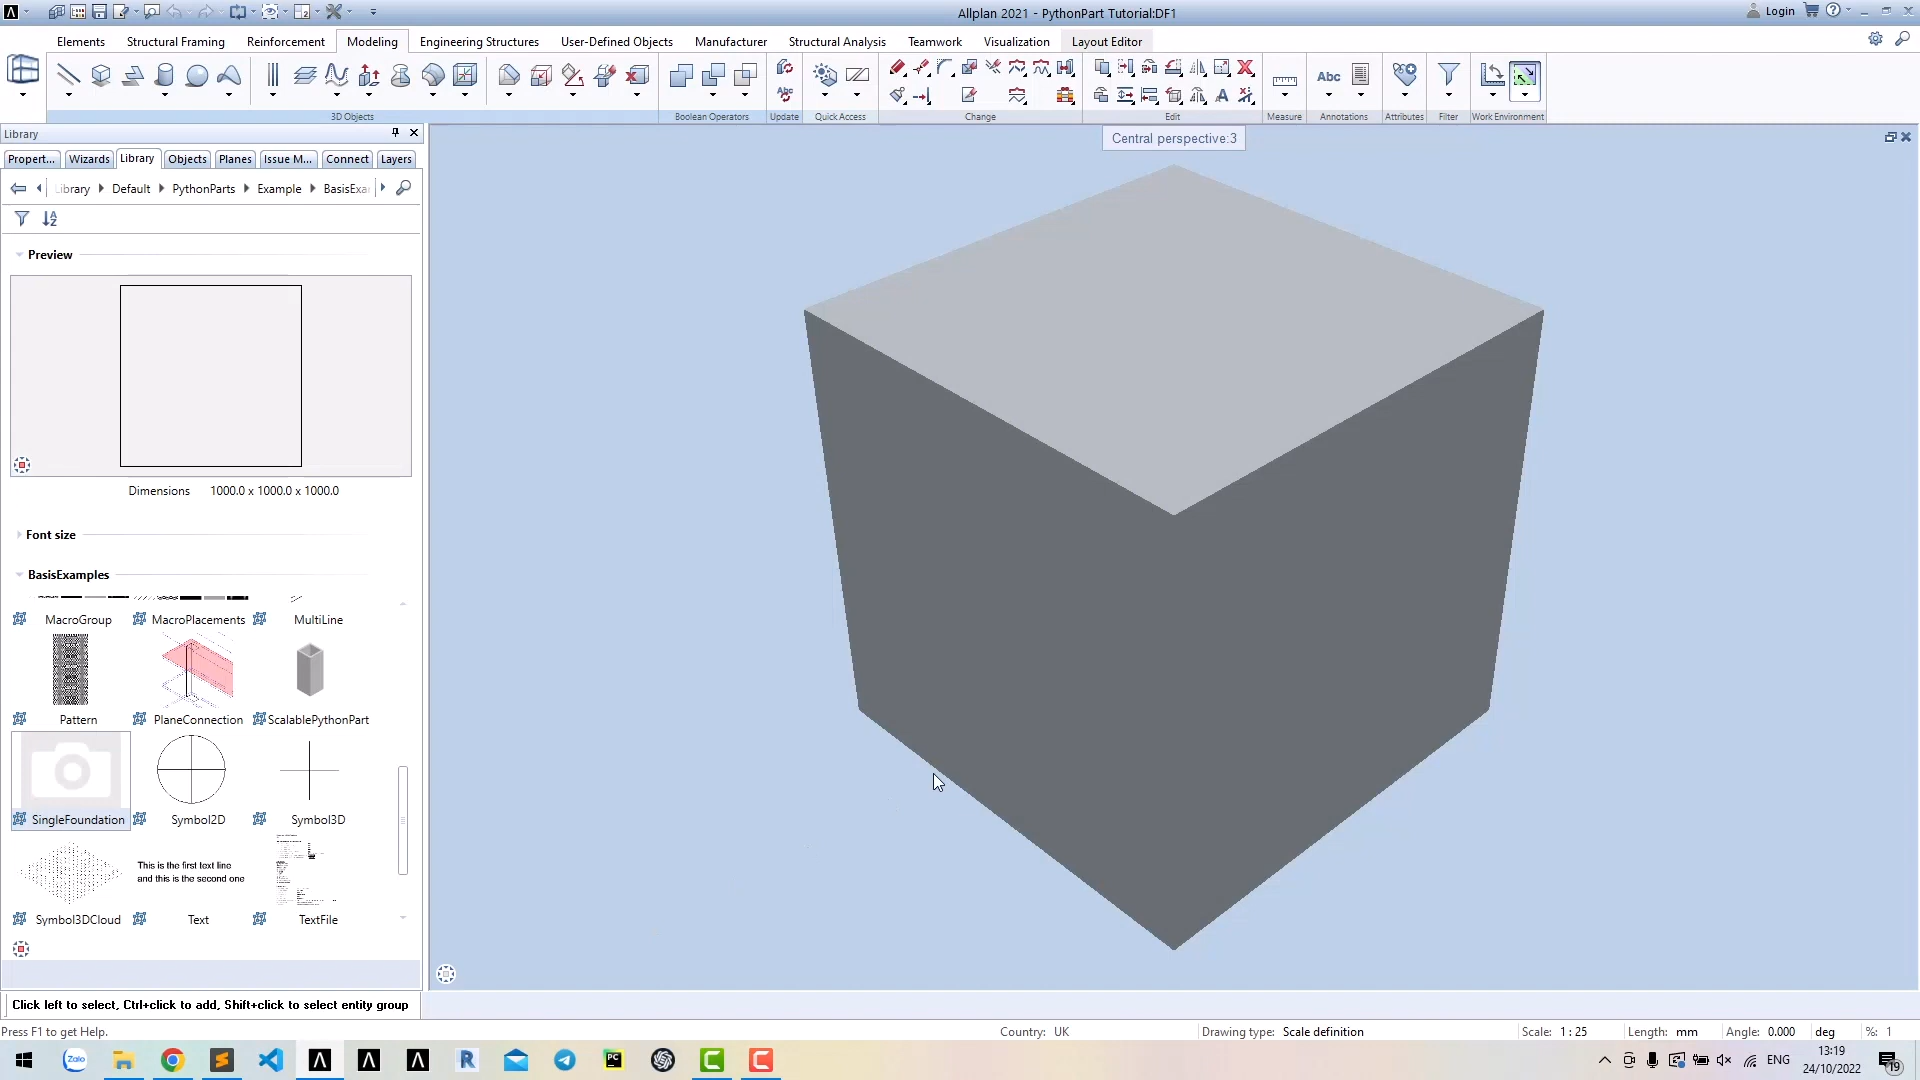 Allplan 2021 - PythonPart Tutorial:DF1
Login
Elements
Structural Framing
Reinforcement
Modeling
Engineering Structures
User-Defined Objects
Manufacturer
Structural Analysis
Teamwork
Visualization
Layout Editor
Abc
Abc
3D Objects
Boolean Operators
Update
Quick Access
Change
Edit
Measure
Annotations
Attributes
Filter
Work Environment
Library
Central perspective:3
Propert...
Wizards
Library
Objects
Planes
Issue M...
Connect
Layers
Default
PythonParts
Example
Preview
Dimensions 1000.0 x 1000.0 x 1000.0
Font size
BasisExamples
MacroGroup
MacroPlacements
MultiLine
Pattern
PlaneConnection
ScalablePythonPart
SingleFoundation
Symbol2D
Symbol3D
This is the first text line
and this is the second one
Symbol3DCloud
Text
TextFile
Click left to select, Ctrl+click to add, Shift+click to select entity group
Press F1 to get Help.
Country: UK
Drawing type: Scale definition
Scale: 1 : 25
Length: mm
Angle: 0.000 deg
%: 1
Zalo
PC
ENG
13:19
24/10/2022
19